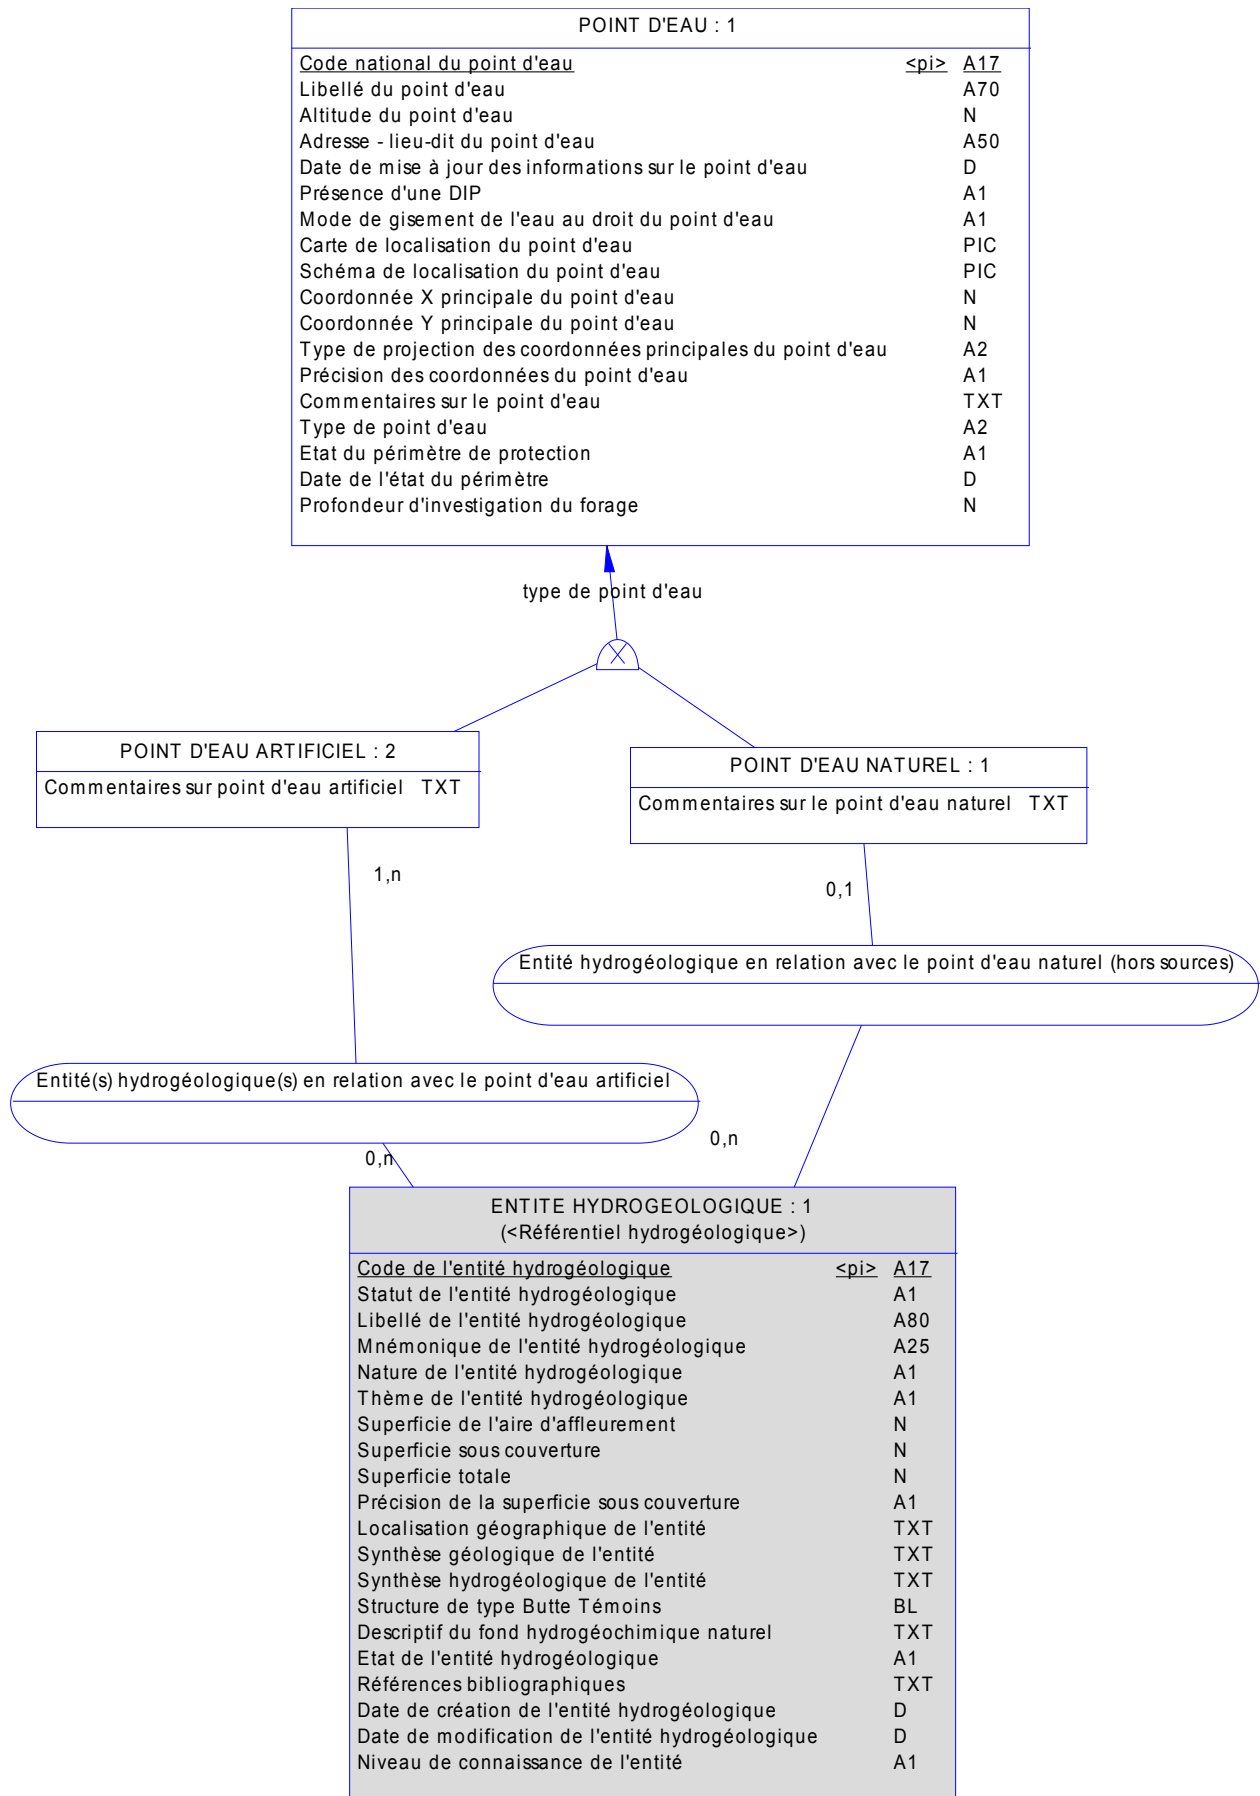 POINT D'EAU : 1
Code national du point d'eau <pi> A17
Libellé du point d'eau A70
Altitude du point d'eau N
Adresse - lieu-dit du point d'eau A50
Date de mise à jour des informations sur le point d'eau D
Présence d'une DIP A1
Mode de gisement de l'eau au droit du point d'eau A1
Carte de localisation du point d'eau PIC
Schéma de localisation du point d'eau PIC
Coordonnée X principale du point d'eau N
Coordonnée Y principale du point d'eau N
Type de projection des coordonnées principales du point d'eau A2
Précision des coordonnées du point d'eau A1
Commentaires sur le point d'eau TXT
Type de point d'eau A2
Etat du périmètre de protection A1
Date de l'état du périmètre D
Profondeur d'investigation du forage N
type de point d'eau
POINT D'EAU ARTIFICIEL : 2
Commentaires sur point d'eau artificiel TXT
POINT D'EAU NATUREL : 1
Commentaires sur le point d'eau naturel TXT
1,n
0,1
Entité hydrogéologique en relation avec le point d'eau naturel (hors sources)
Entité(s) hydrogéologique(s) en relation avec le point d'eau artificiel
0,n
0,n
ENTITE HYDROGEOLOGIQUE : 1
(<Référentiel hydrogéologique>)
Code de l'entité hydrogéologique <pi> A17
Statut de l'entité hydrogéologique A1
Libellé de l'entité hydrogéologique A80
Mnémonique de l'entité hydrogéologique A25
Nature de l'entité hydrogéologique A1
Thème de l'entité hydrogéologique A1
Superficie de l'aire d'affleurement N
Superficie sous couverture N
Superficie totale N
Précision de la superficie sous couverture A1
Localisation géographique de l'entité TXT
Synthèse géologique de l'entité TXT
Synthèse hydrogéologique de l'entité TXT
Structure de type Butte Témoins BL
Descriptif du fond hydrogéochimique naturel TXT
Etat de l'entité hydrogéologique A1
Références bibliographiques TXT
Date de création de l'entité hydrogéologique D
Date de modification de l'entité hydrogéologique D
Niveau de connaissance de l'entité A1